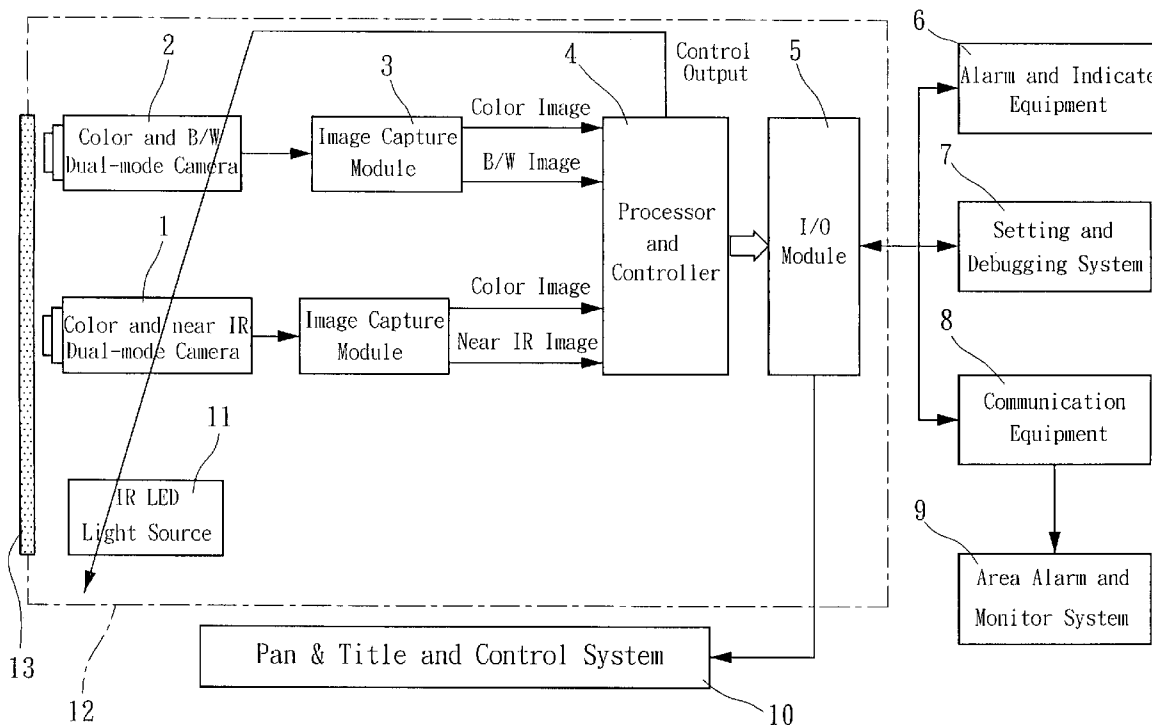 2
3
4
Control
Output
5
6
Alarm and Indicate
Equipment
Color and B/W
Dual-mode Camera
Image Capture
Module
Color Image
B/W Image
Processor
and
Controller
I/O
Module
7
Setting and
Debugging System
1
Color and near IR
Dual-mode Camera
Image Capture
Module
Color Image
Near IR Image
8
Communication
Equipment
11
IR LED
Light Source
9
Area Alarm and
Monitor System
13
12
Pan & Title and Control System
10